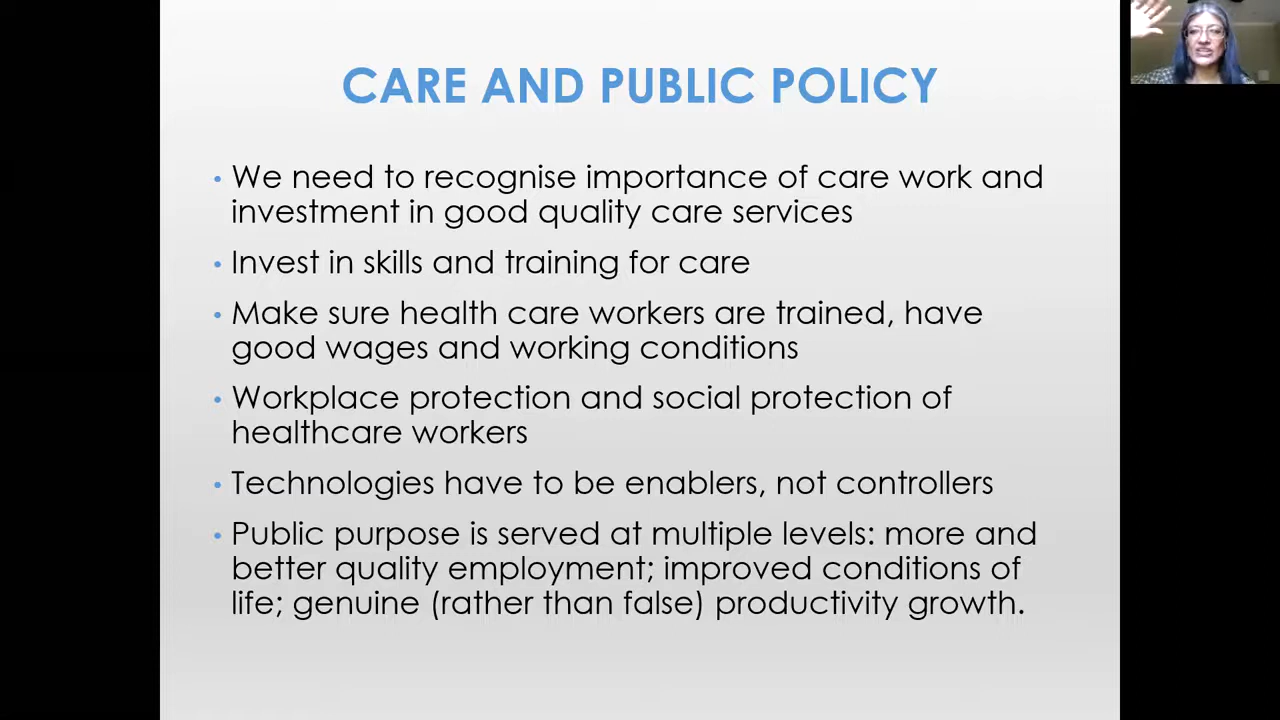 CARE AND PUBLIC POLICY
• We need to recognise importance of care work and
investment in good quality care services
• Invest in skills and training for care
• Make sure health care workers are trained, have
good wages and working conditions
• Workplace protection and social protection of
healthcare workers
• Technologies have to be enablers, not controllers
• Public purpose is served at multiple levels: more and
better quality employment; improved conditions of
life; genuine (rather than false) productivity growth.